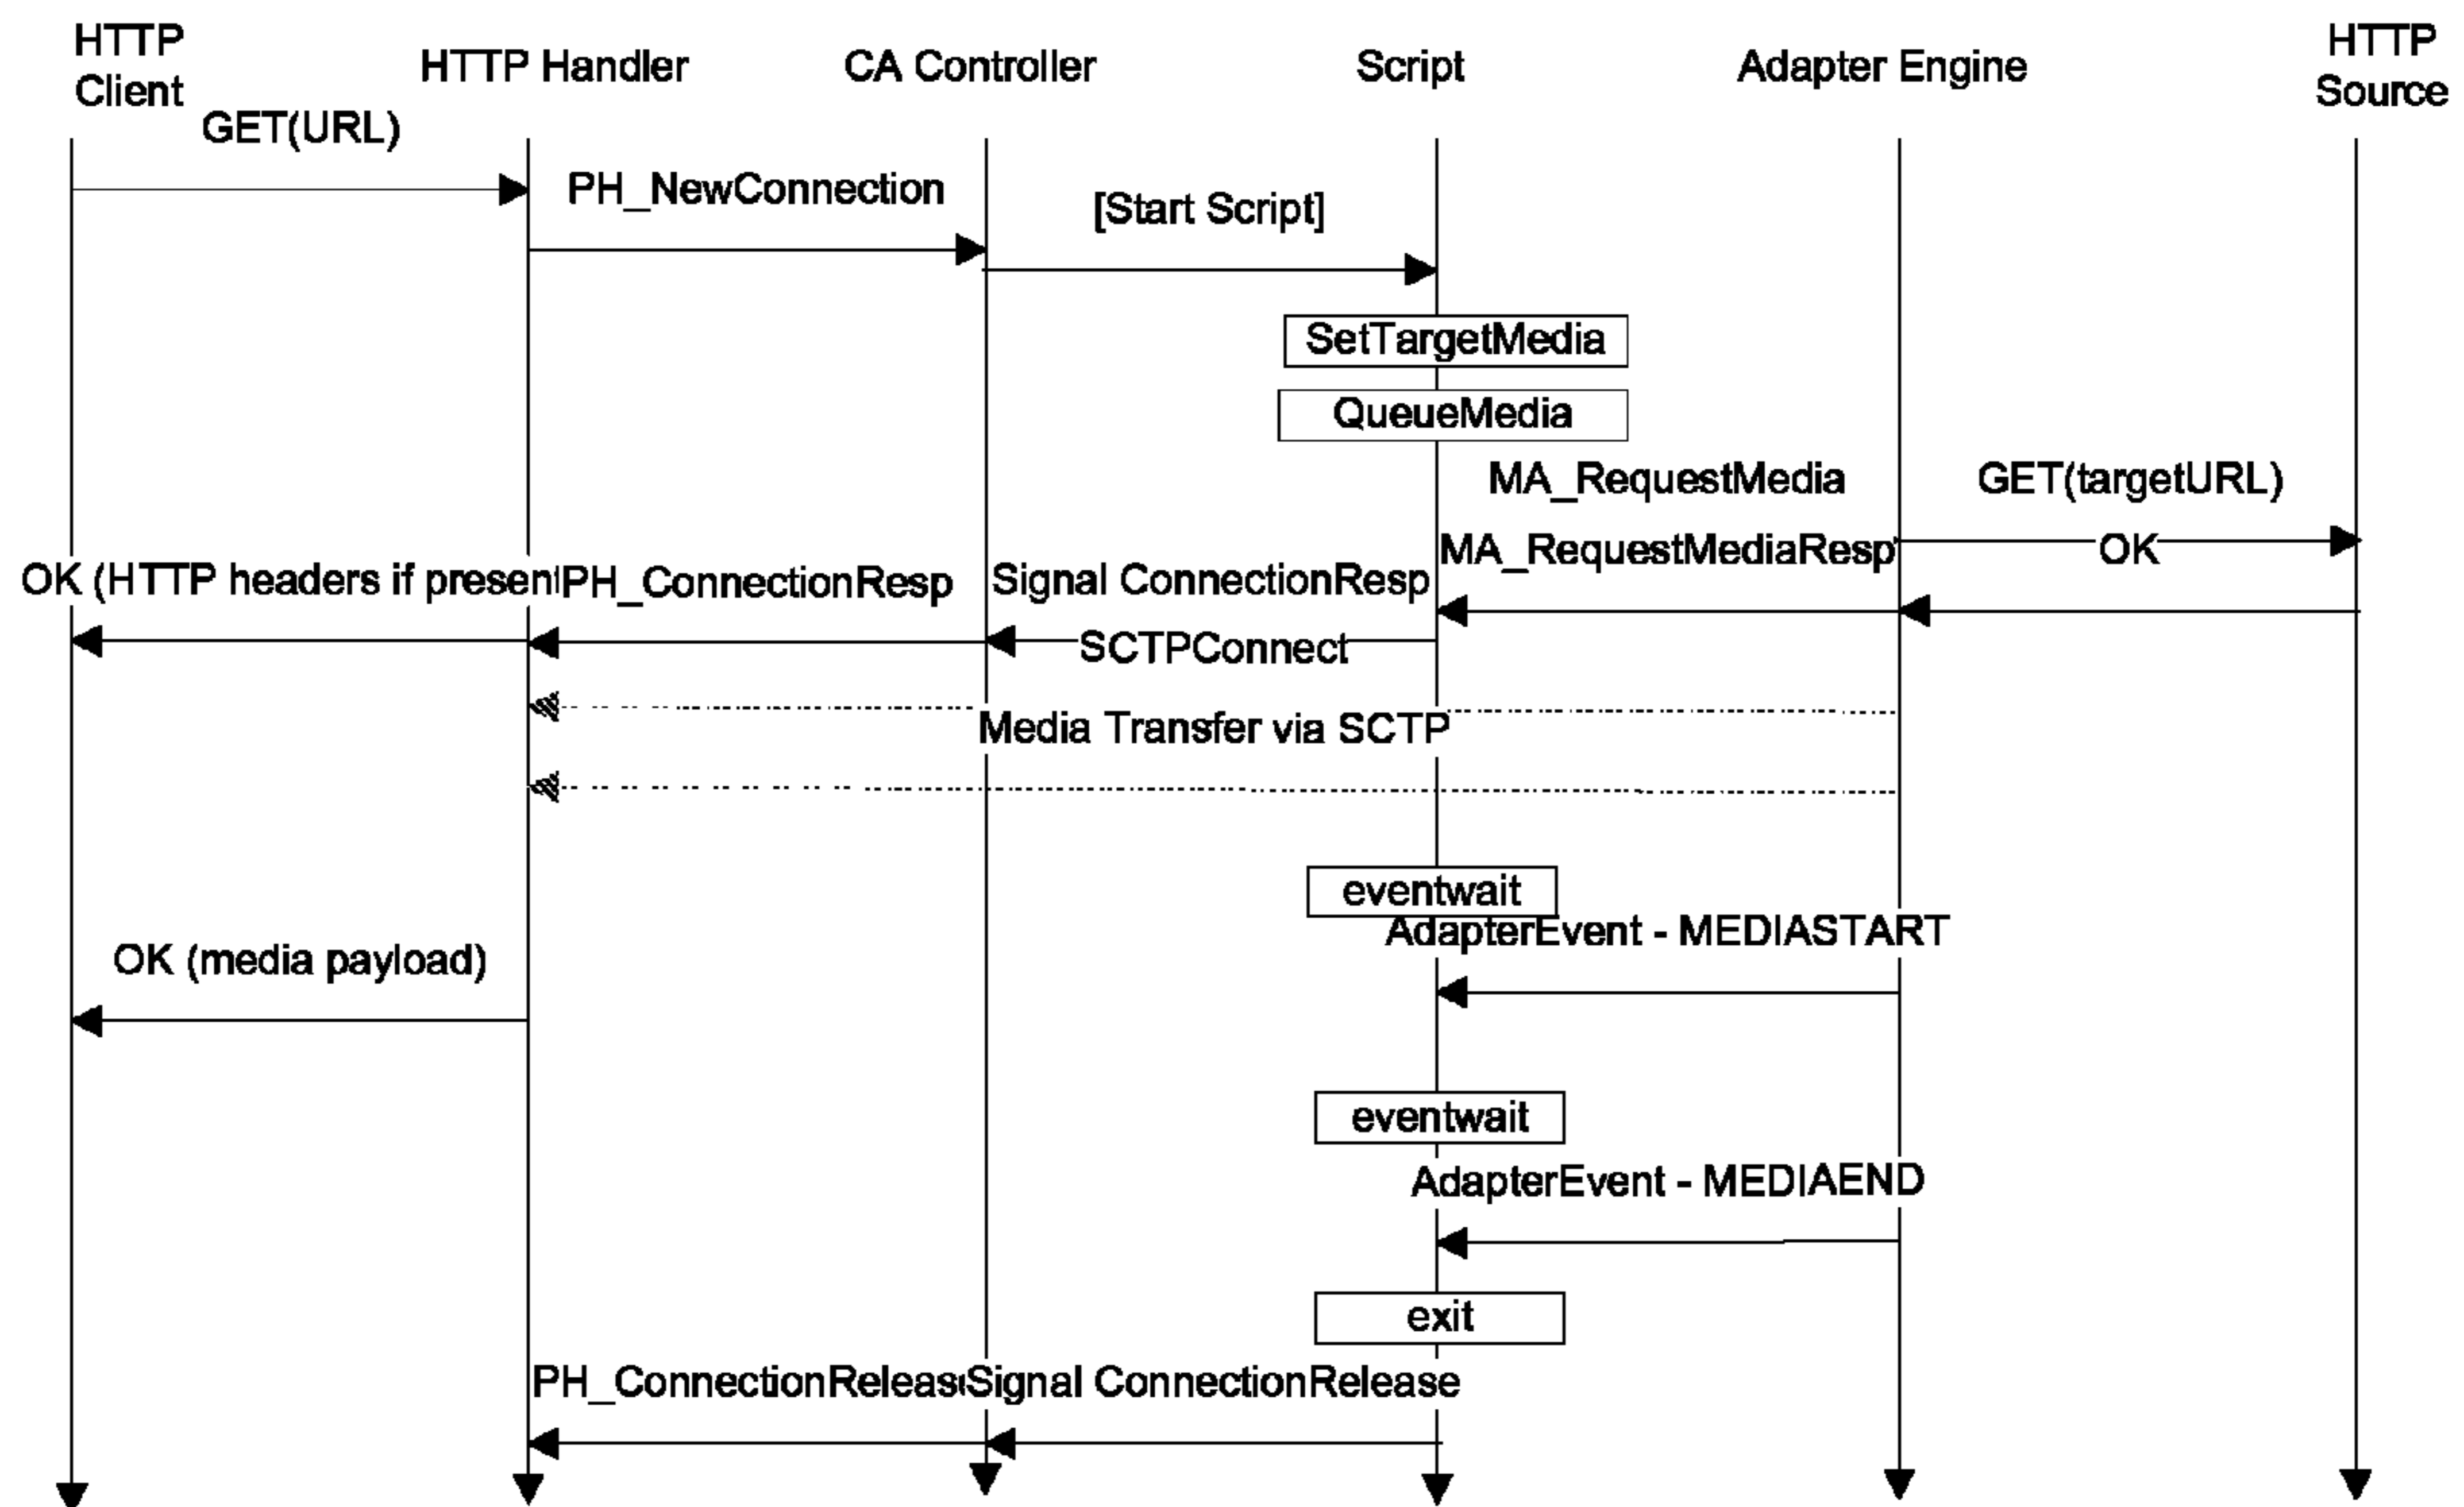 HTTP
Client
HTTP Handler
CA Controller
Script
Adapter Engine
HTTP
Source
GET(URL)
PH_NewConnection
[Start Script]
SetTargetMedia
QueueMedia
MA_RequestMedia
GET(targetURL)
MA_RequestMediaResp
OK
OK (HTTP headers if present
PH_ConnectionResp
Signal ConnectionResp
SCTPConnect
Media Transfer via SCTP
eventwait
AdapterEvent - MEDIASTART
OK (media payload)
eventwait
AdapterEvent - MEDIAEND
exit
PH_ConnectionRelease
Signal ConnectionRelease